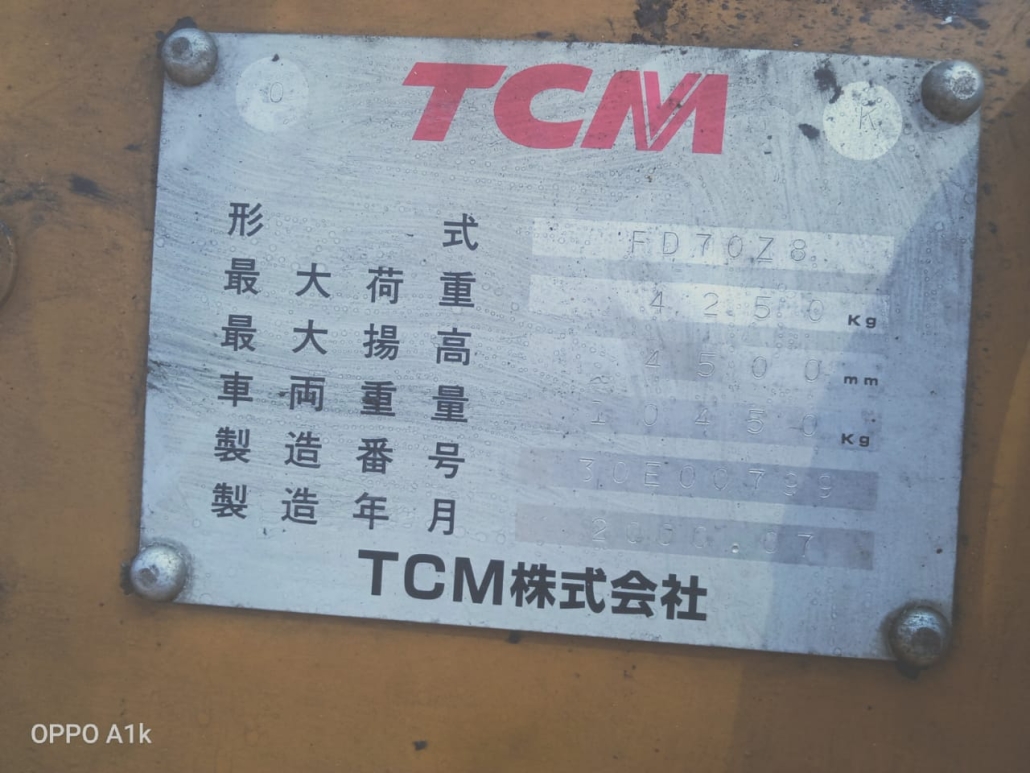 O
TCM
K
形式 FD70Z8
最大荷重 4250 Kg
最大揚高 4500 mm
車両重量 10450 Kg
製造番号
製造年月
TCM株式会社
OPPO A1k